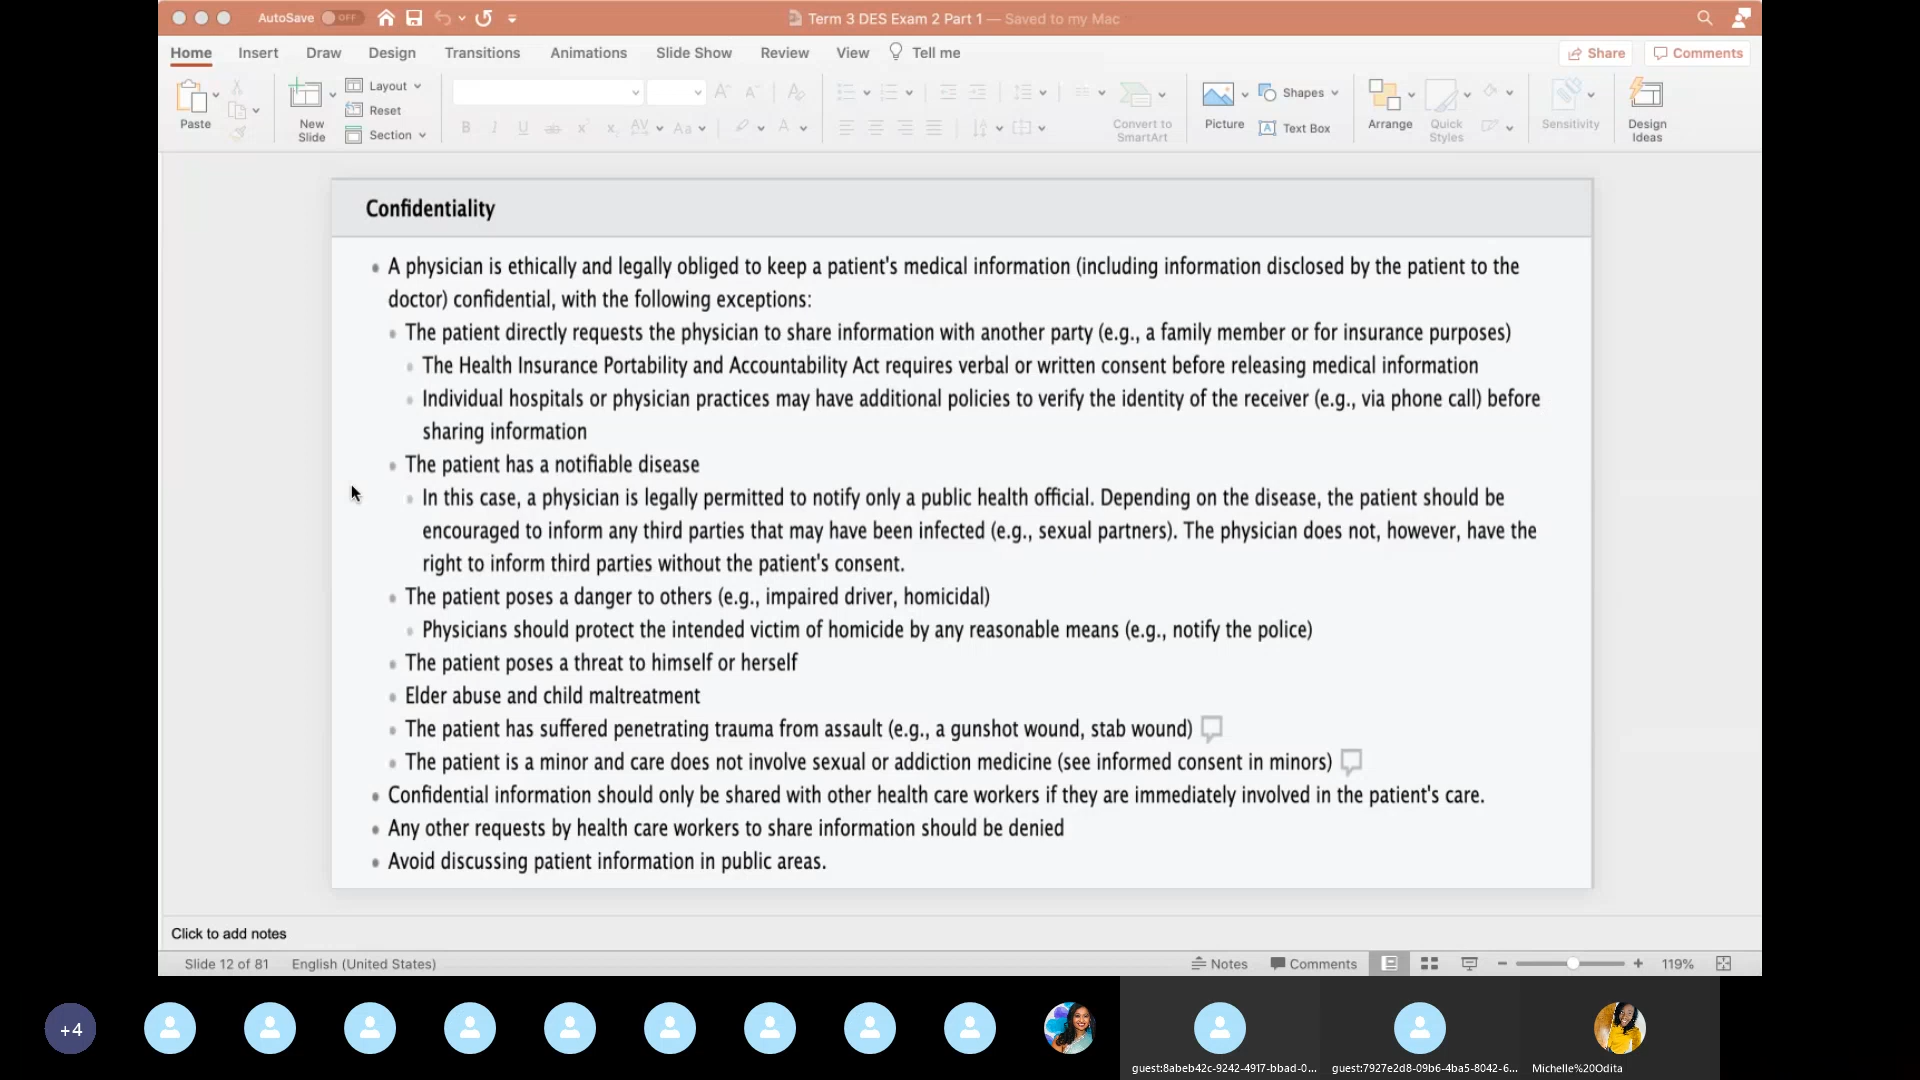 AutoSave OFF
Term 3 DES Exam 2 Part 1 — Saved to my Mac
Home Insert Draw Design Transitions Animations Slide Show Review View Tell me Share Comments
Paste
New Slide
Layout
Reset
Section
Convert to SmartArt
Picture
Shapes
Text Box
Arrange
Quick Styles
Sensitivity
Design Ideas
Confidentiality
A physician is ethically and legally obliged to keep a patient's medical information (including information disclosed by the patient to the
doctor) confidential, with the following exceptions:
The patient directly requests the physician to share information with another party (e.g., a family member or for insurance purposes)
The Health Insurance Portability and Accountability Act requires verbal or written consent before releasing medical information
Individual hospitals or physician practices may have additional policies to verify the identity of the receiver (e.g., via phone call) before
sharing information
The patient has a notifiable disease
In this case, a physician is legally permitted to notify only a public health official. Depending on the disease, the patient should be
encouraged to inform any third parties that may have been infected (e.g., sexual partners). The physician does not, however, have the
right to inform third parties without the patient's consent.
The patient poses a danger to others (e.g., impaired driver, homicidal)
Physicians should protect the intended victim of homicide by any reasonable means (e.g., notify the police)
The patient poses a threat to himself or herself
Elder abuse and child maltreatment
The patient has suffered penetrating trauma from assault (e.g., a gunshot wound, stab wound)
The patient is a minor and care does not involve sexual or addiction medicine (see informed consent in minors)
Confidential information should only be shared with other health care workers if they are immediately involved in the patient's care.
Any other requests by health care workers to share information should be denied
Avoid discussing patient information in public areas.
Click to add notes
Slide 12 of 81 English (United States) Notes Comments 119%
+4
guest:8abeb42c-9242-4917-bbad-0... guest:7927e2d8-09b6-4ba5-8042-6... Michelle%20Odita